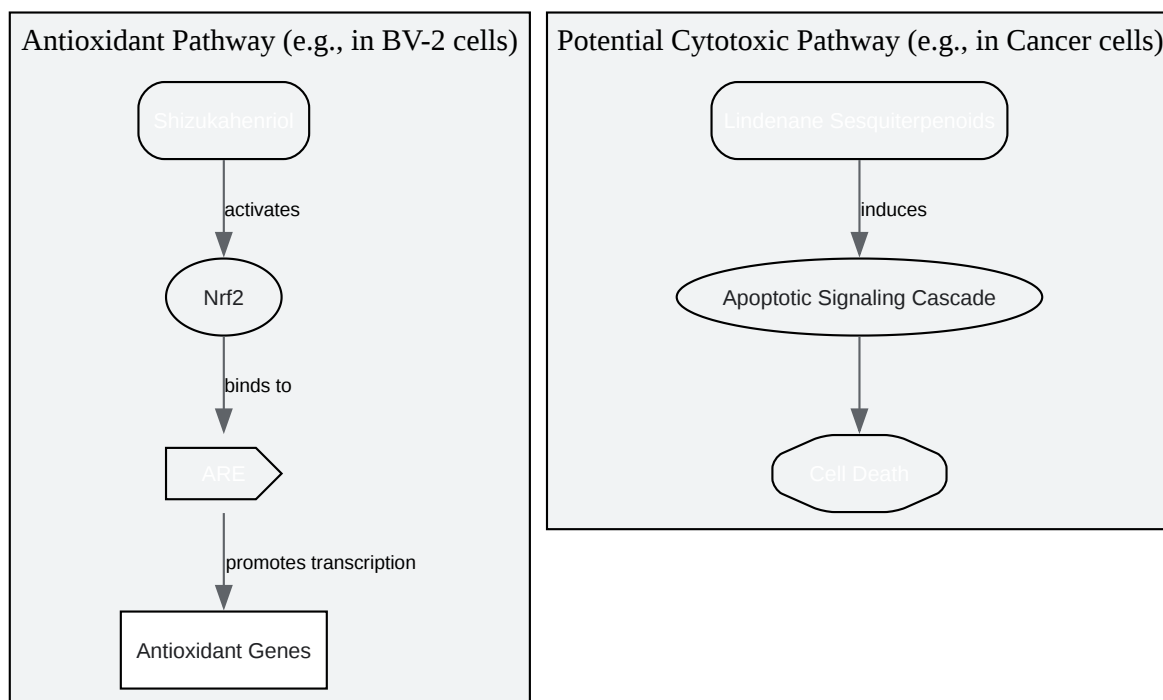 Antioxidant Pathway (e.g., in BV-2 cells)
Shizukahenriol
activates
Nrf2
binds to
ARE
promotes transcription
Antioxidant Genes
Potential Cytotoxic Pathway (e.g., in Cancer cells)
Lindenane Sesquiterpenoids
induces
Apoptotic Signaling Cascade
Cell Death